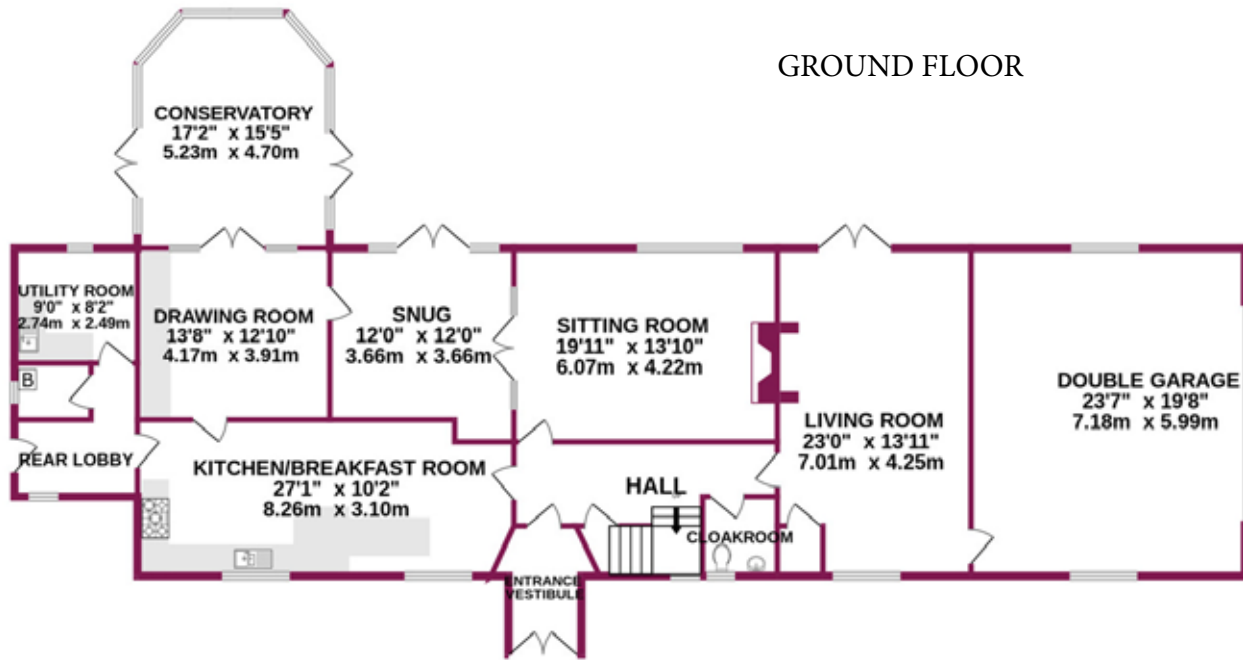 GROUND FLOOR
CONSERVATORY
17'2" x 15'5"
5.23m x 4.70m
UTILITY ROOM
9'0" x 8'2"
2.74m x 2.49m
DRAWING ROOM
13'8" x 12'10"
4.17m x 3.91m
SNUG
12'0" x 12'0"
3.66m x 3.66m
SITTING ROOM
19'11" x 13'10"
6.07m x 4.22m
LIVING ROOM
23'0" x 13'11"
7.01m x 4.25m
DOUBLE GARAGE
23'7" x 19'8"
7.18m x 5.99m
B
REAR LOBBY
KITCHEN/BREAKFAST ROOM
27'1" x 10'2"
8.26m x 3.10m
HALL
CLOAKROOM
ENTRANCE
VESTIBULE